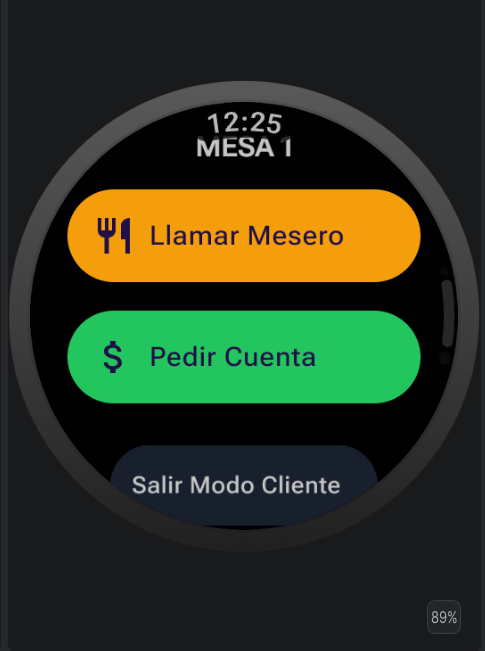 12:25
MESA 1
Llamar Mesero
$ Pedir Cuenta
Salir Modo Cliente
89%